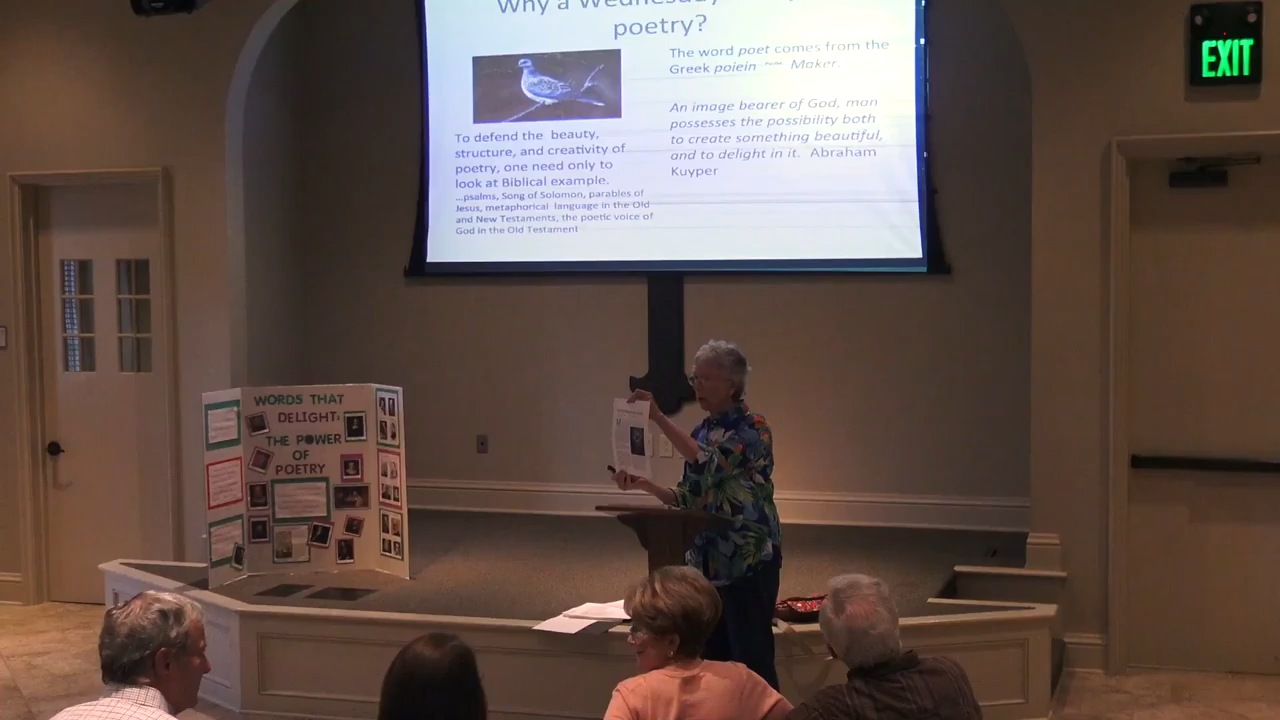 Why a Wednesday
poetry?
The word poet comes from the
Greek poiein ~~ Maker.
An image bearer of God, man
possesses the possibility both
to create something beautiful,
and to delight in it. Abraham
Kuyper
To defend the beauty,
structure, and creativity of
poetry, one need only to
look at Biblical example.
...psalms, Song of Solomon, parables of
Jesus, metaphorical language in the Old
and New Testaments, the poetic voice of
God in the Old Testament
EXIT
WORDS THAT
DELIGHT:
THE POWER
OF
POETRY